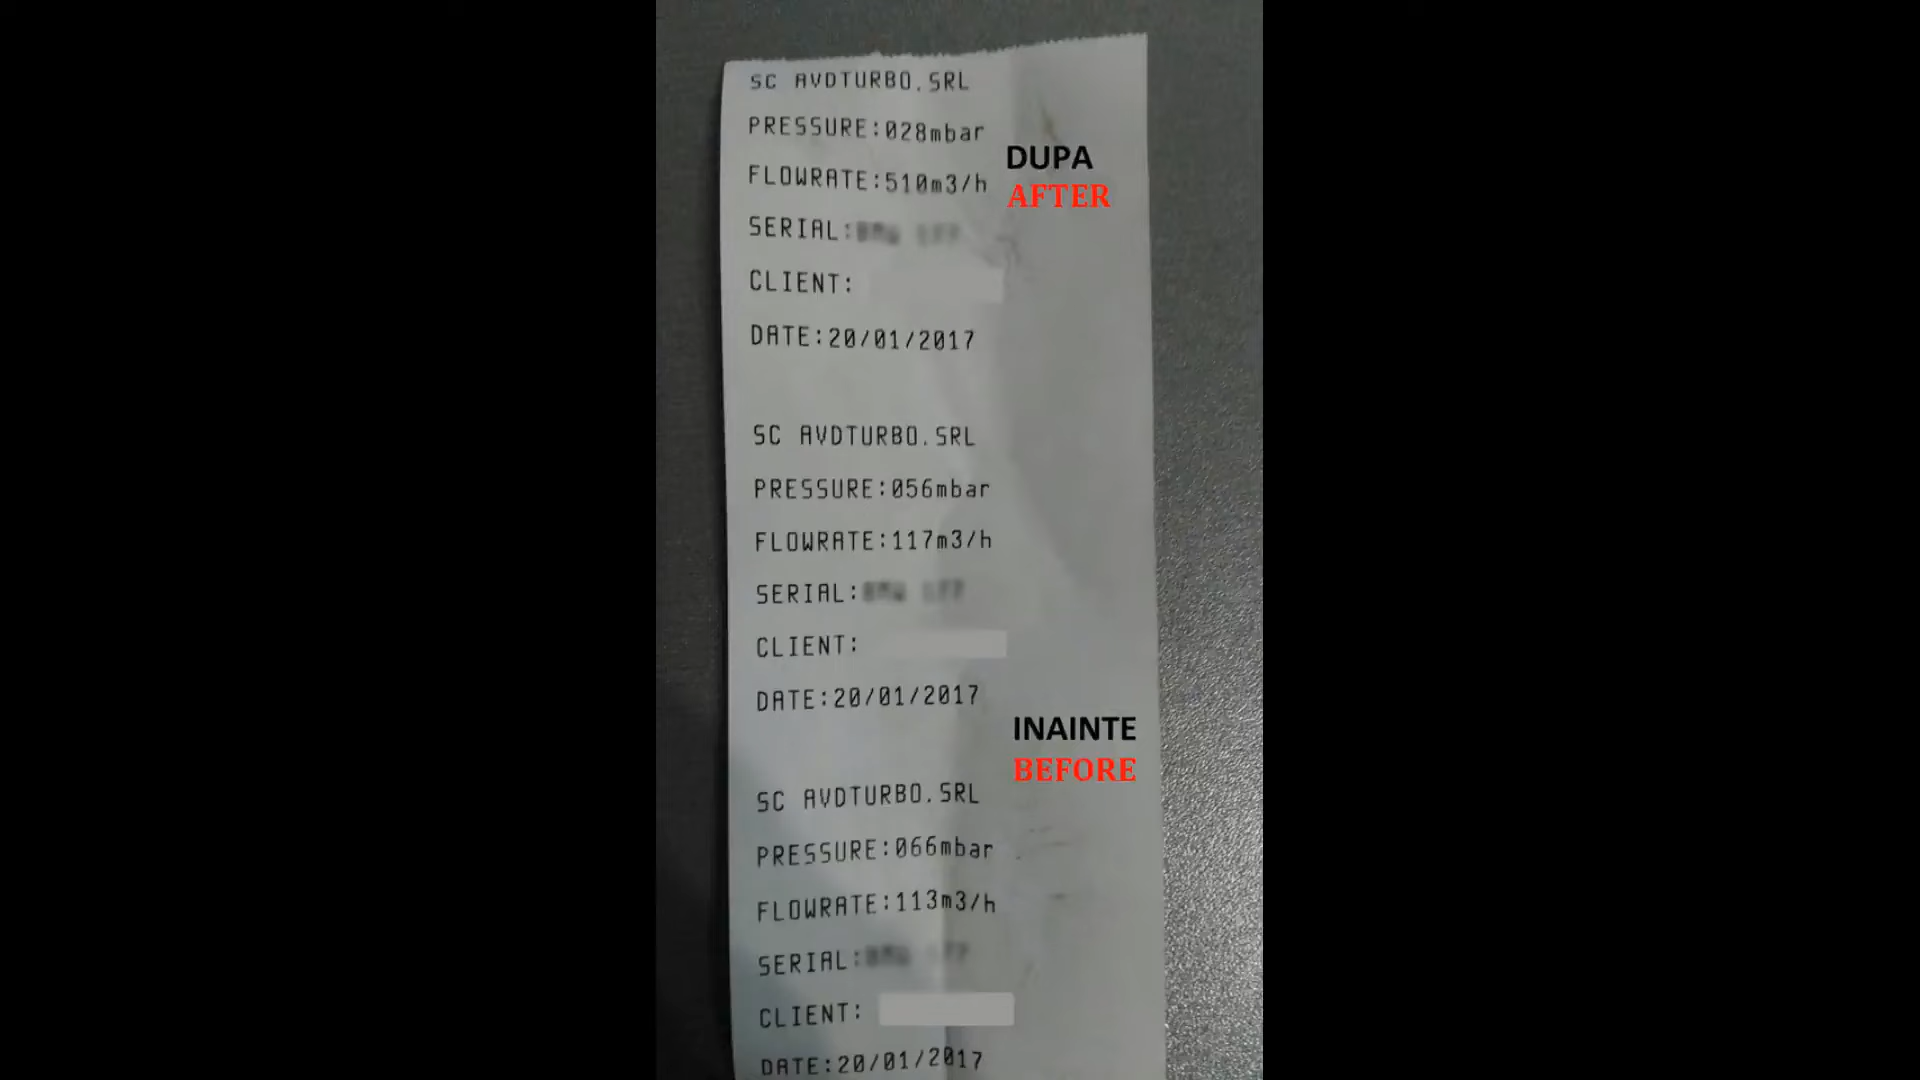 SC AVDTURBO.SRL
PRESSURE:028mbar
DUPA
FLOWRATE:510m3/h
AFTER
SERIAL:
CLIENT:
DATE:20/01/2017
SC AVDTURBO.SRL
PRESSURE:056mbar
FLOWRATE:117m3/h
SERIAL:
CLIENT:
DATE:20/01/2017
INAINTE
BEFORE
SC AVDTURBO.SRL
PRESSURE:066mbar
FLOWRATE:113m3/h
SERIAL:
CLIENT:
DATE:20/01/2017